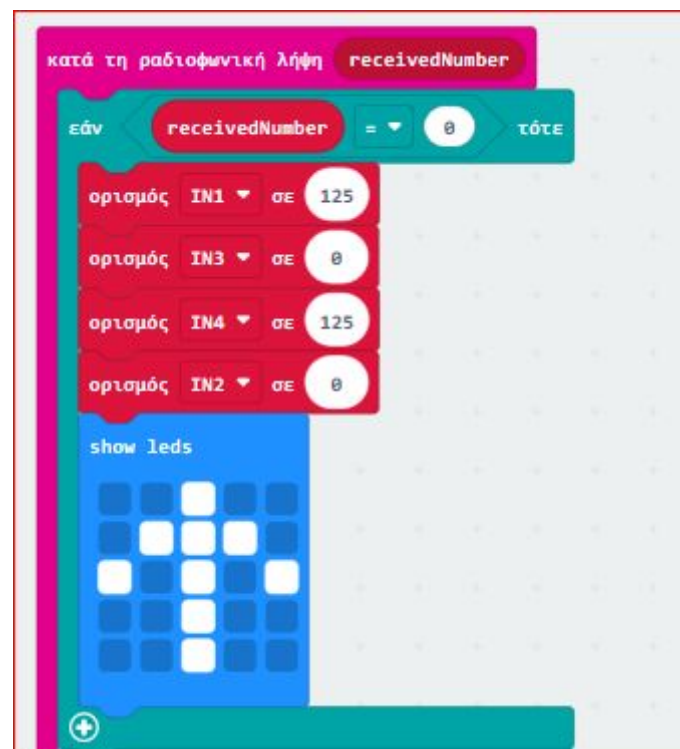 κατά τη ραδιοφωνική λήψη receivedNumber
εάν receivedNumber = 0 τότε
ορισμός IN1 σε 125
ορισμός IN3 σε 0
ορισμός IN4 σε 125
ορισμός IN2 σε 0
show leds